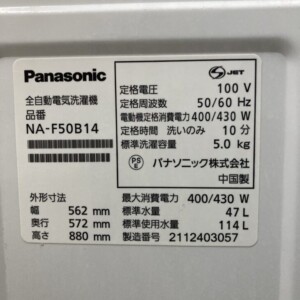 Panasonic
全自動電気洗濯機
品番
NA-F50B14
外形寸法
幅 562 mm
奥行 572 mm
高さ 880 mm
S JET
定格電圧 100 V
定格周波数 50/60 Hz
電動機定格消費電力 400/430 W
定格時間 洗いのみ 10 分
標準洗濯容量 5.0 kg
PSE パナソニック株式会社
中国製
最大消費電力 400/430 W
標準水量 47 L
標準使用水量 114 L
製造番号 2112403057